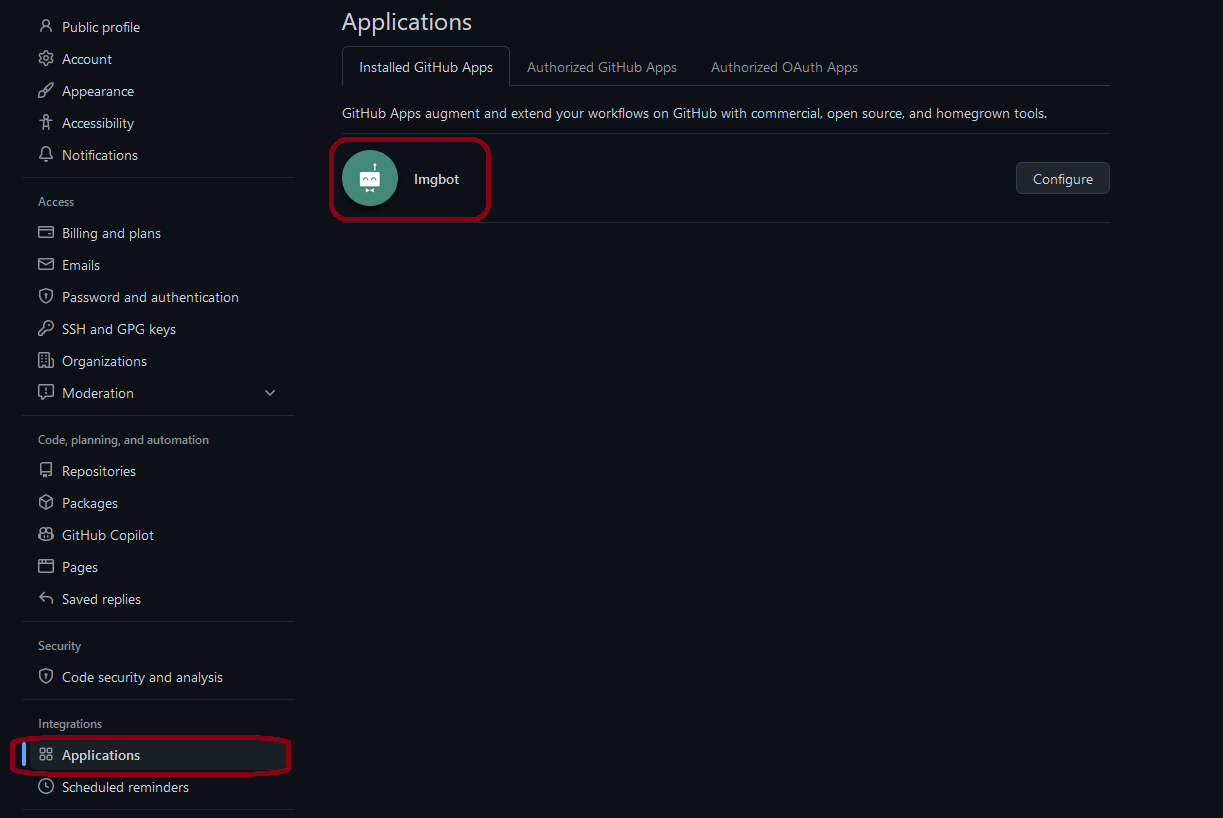 Public profile
Account
Appearance
Accessibility
Notifications
Access
Billing and plans
Emails
Password and authentication
SSH and GPG keys
Organizations
Moderation
Code, planning, and automation
Repositories
Packages
GitHub Copilot
Pages
Saved replies
Security
Code security and analysis
Integrations
Applications
Scheduled reminders
Applications
Installed GitHub Apps Authorized GitHub Apps Authorized OAuth Apps
GitHub Apps augment and extend your workflows on GitHub with commercial, open source, and homegrown tools.
Imgbot Configure